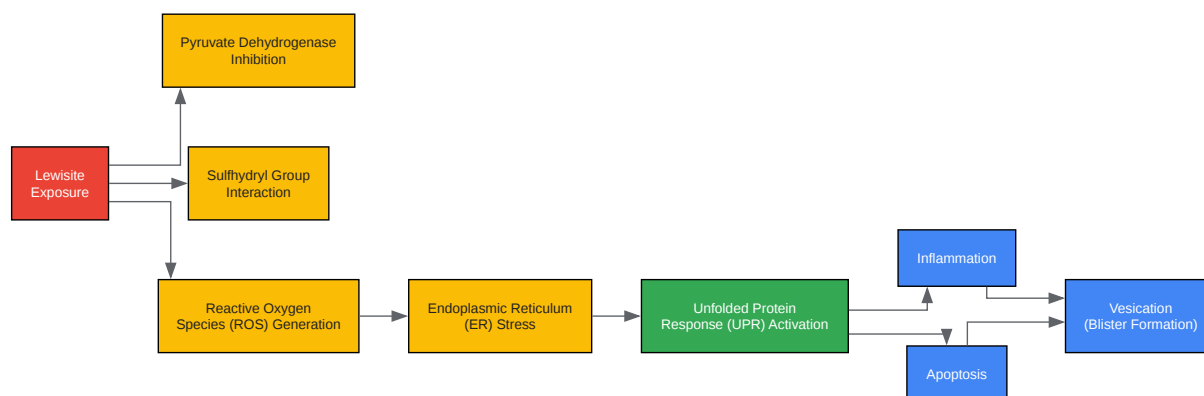 Pyruvate Dehydrogenase
Inhibition
Lewisite
Exposure
Sulfhydryl Group
Interaction
Reactive Oxygen
Species (ROS) Generation
Endoplasmic Reticulum
(ER) Stress
Unfolded Protein
Response (UPR) Activation
Inflammation
Apoptosis
Vesication
(Blister Formation)